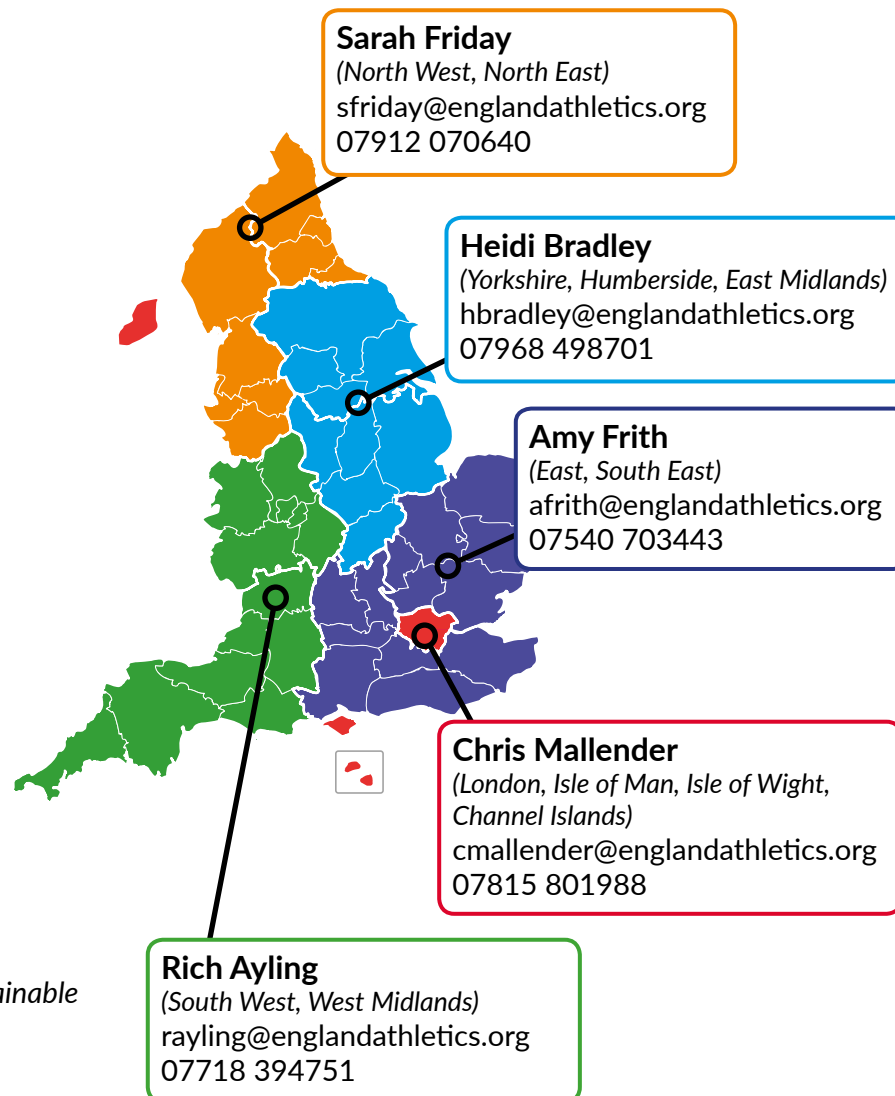 Sarah Friday
(North West, North East)
sfriday@englandathletics.org
07912 070640
Heidi Bradley
(Yorkshire, Humberside, East Midlands)
hbradley@englandathletics.org
07968 498701
Amy Frith
(East, South East)
afrith@englandathletics.org
07540 703443
Chris Mallender
(London, Isle of Man, Isle of Wight,
Channel Islands)
cmallender@englandathletics.org
07815 801988
Rich Ayling
(South West, West Midlands)
rayling@englandathletics.org
07718 394751